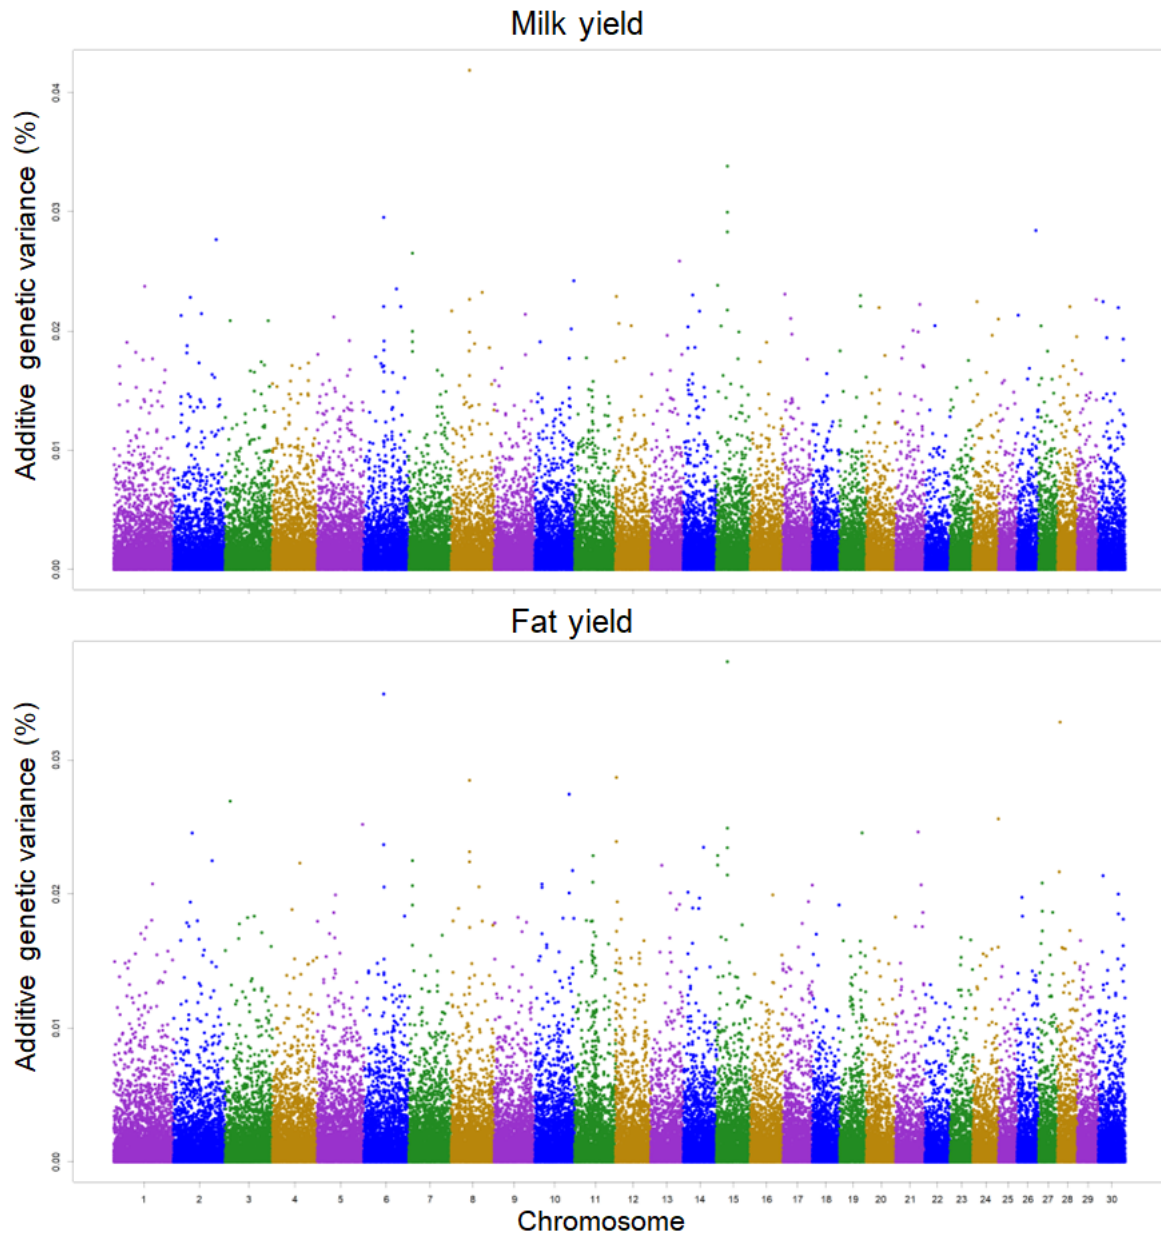 Milk yield
Additive genetic variance (%)
0.04
0.03
0.02
0.01
0.00
Fat yield
Additive genetic variance (%)
0.03
0.02
0.01
0.00
1 2 3 4 5 6 7 8 9 10 11 12 13 14 15 16 17 18 19 20 21 22 23 24 25 26 27 28 29 30
Chromosome